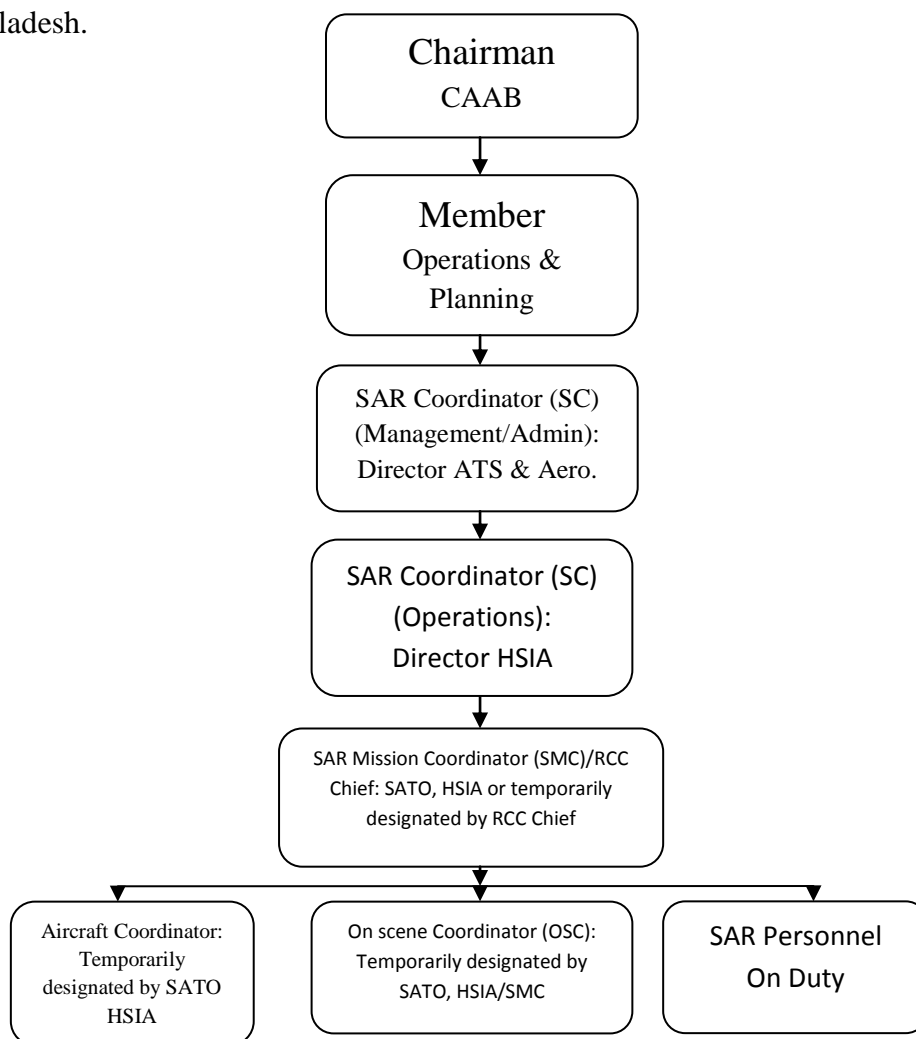 ladesh.
Chairman
CAAB
Member
Operations &
Planning
SAR Coordinator (SC)
(Management/Admin):
Director ATS & Aero.
SAR Coordinator (SC)
(Operations):
Director HSIA
SAR Mission Coordinator (SMC)/RCC
Chief: SATO, HSIA or temporarily
designated by RCC Chief
Aircraft Coordinator:
Temporarily
designated by SATO
HSIA
On scene Coordinator (OSC):
Temporarily designated by
SATO, HSIA/SMC
SAR Personnel
On Duty